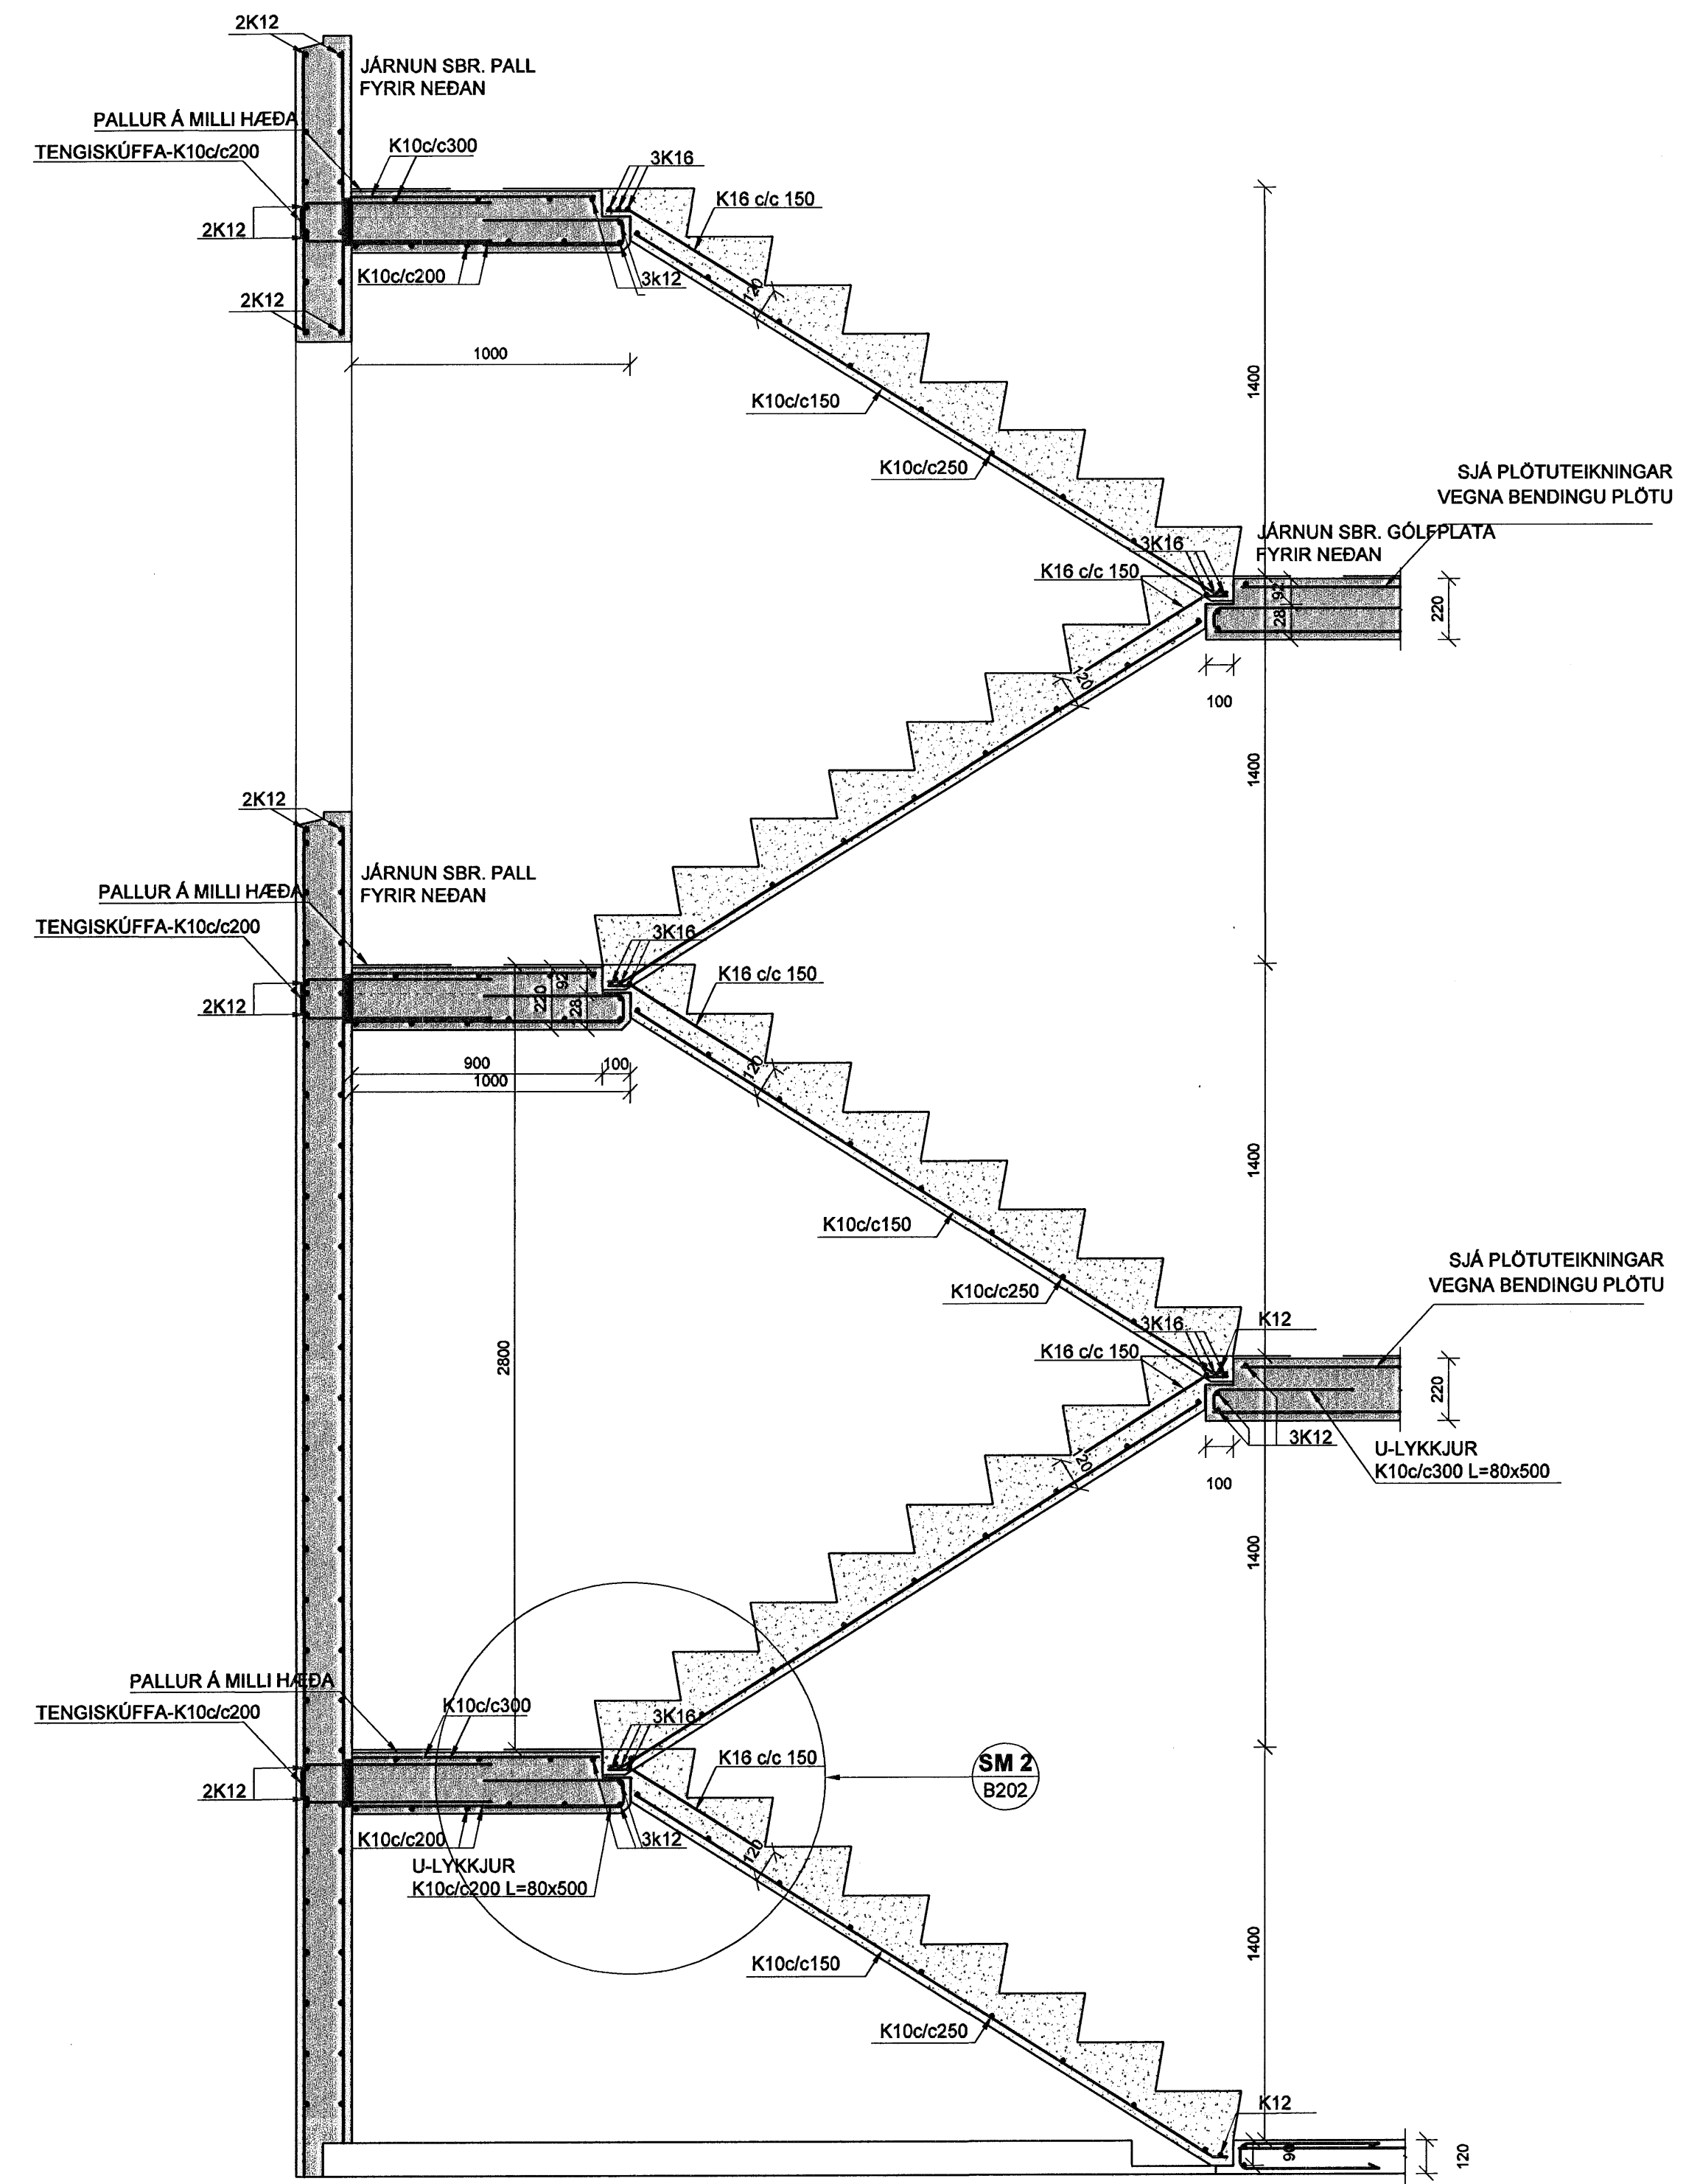 2K12
JÁRNUN SBR. PALL
FYRIR NEÐAN
PALLUR Á MILLI HÆÐA
TENGISKÚFFA-K10c/c200
K10c/c300
3K16
K16 c/c 150
2K12
K10c/c200
3k12
120
2K12
1000
1400
K10c/c150
K10c/c250
SJÁ PLÖTUTEIKNINGAR
VEGNA BENDINGU PLÖTU
JÁRNUN SBR. GÓLFPLATA
FYRIR NEÐAN
3K16
K16 c/c 150
92
28
220
120
100
1400
2K12
JÁRNUN SBR. PALL
FYRIR NEÐAN
PALLUR Á MILLI HÆÐA
TENGISKÚFFA-K10c/c200
3K16
K16 c/c 150
92
220
28
2K12
900
100
1000
120
1400
K10c/c150
K10c/c250
SJÁ PLÖTUTEIKNINGAR
VEGNA BENDINGU PLÖTU
3K16
K12
K16 c/c 150
2800
220
3K12
U-LYKKJUR
K10c/c300 L=80x500
120
100
1400
PALLUR Á MILLI HÆÐA
TENGISKÚFFA-K10c/c200
K10c/c300
3K16
K16 c/c 150
SM 2
B202
2K12
K10c/c200
3k12
U-LYKKJUR
K10c/c200 L=80x500
120
1400
K10c/c150
K10c/c250
K12
90
120